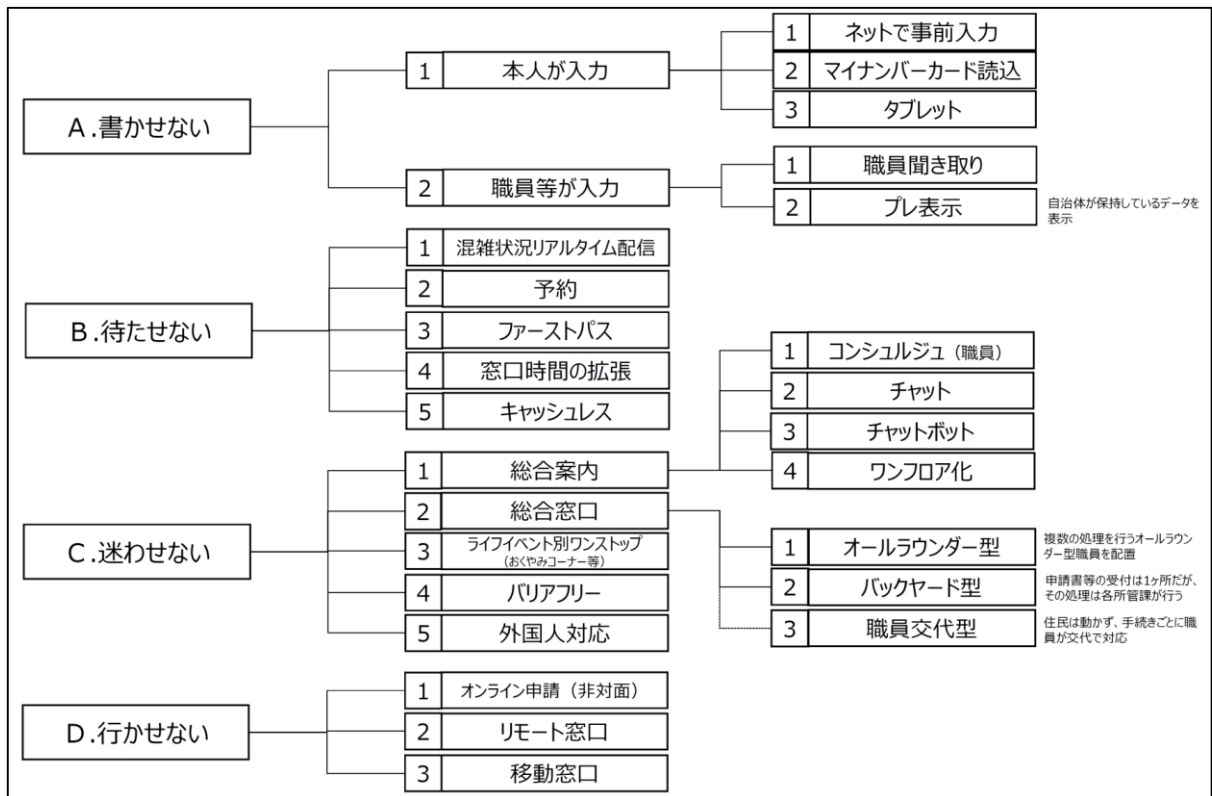 A.書かせない
1 本人が入力
1 ネットで事前入力
2 マイナンバーカード読込
3 タブレット
2 職員等が入力
1 職員聞き取り
2 プレ表示
自治体が保持しているデータを
表示
B.待たせない
1 混雑状況リアルタイム配信
2 予約
3 ファーストパス
4 窓口時間の拡張
5 キャッシュレス
C.迷わせない
1 総合案内
1 コンシュルジュ（職員）
2 チャット
3 チャットボット
4 ワンフロア化
2 総合窓口
1 オールラウンダー型
複数の処理を行うオールラウン
ダー型職員を配置
2 バックヤード型
申請書等の受付は1ヶ所だが、
その処理は各所管課が行う
3 職員交代型
住民は動かず、手続きごとに職
員が交代で対応
3 ライフイベント別ワンストップ
（おくやみコーナー等）
4 バリアフリー
5 外国人対応
D.行かせない
1 オンライン申請（非対面）
2 リモート窓口
3 移動窓口